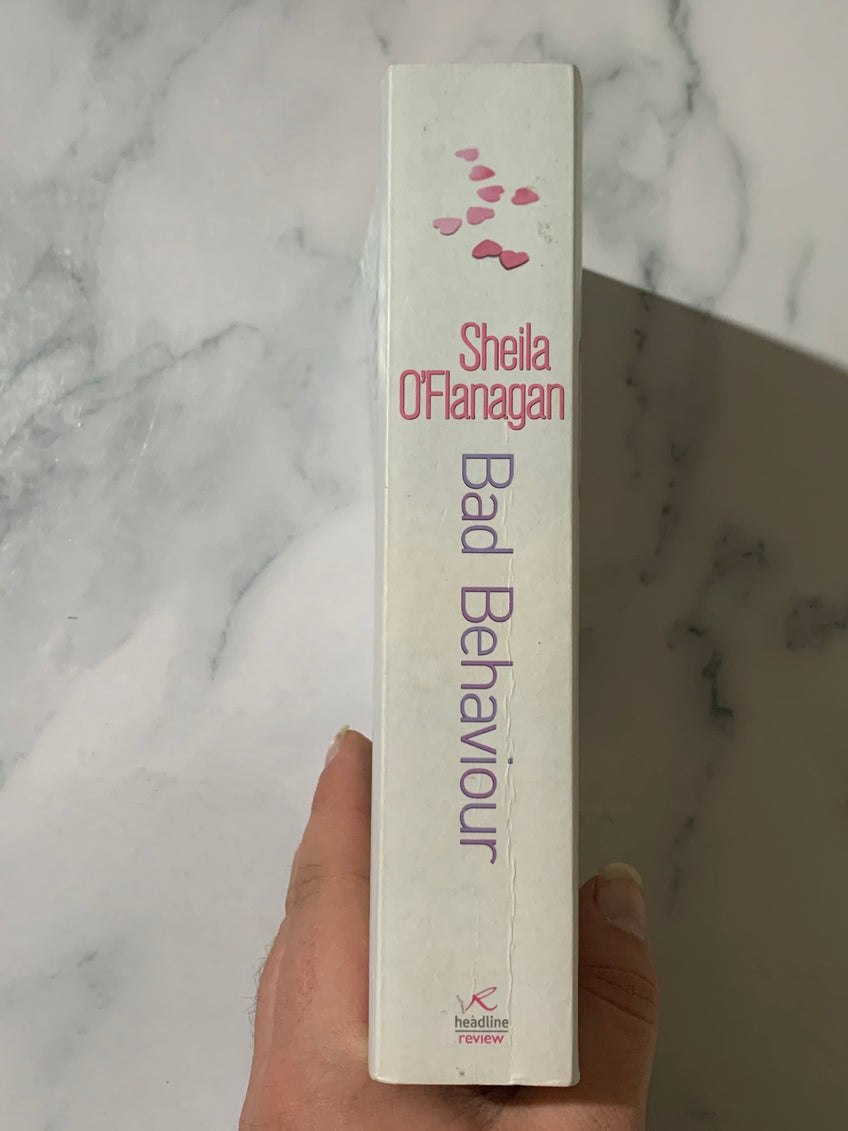 Sheila
O'Flanagan
Bad Behaviour
R
headline
review